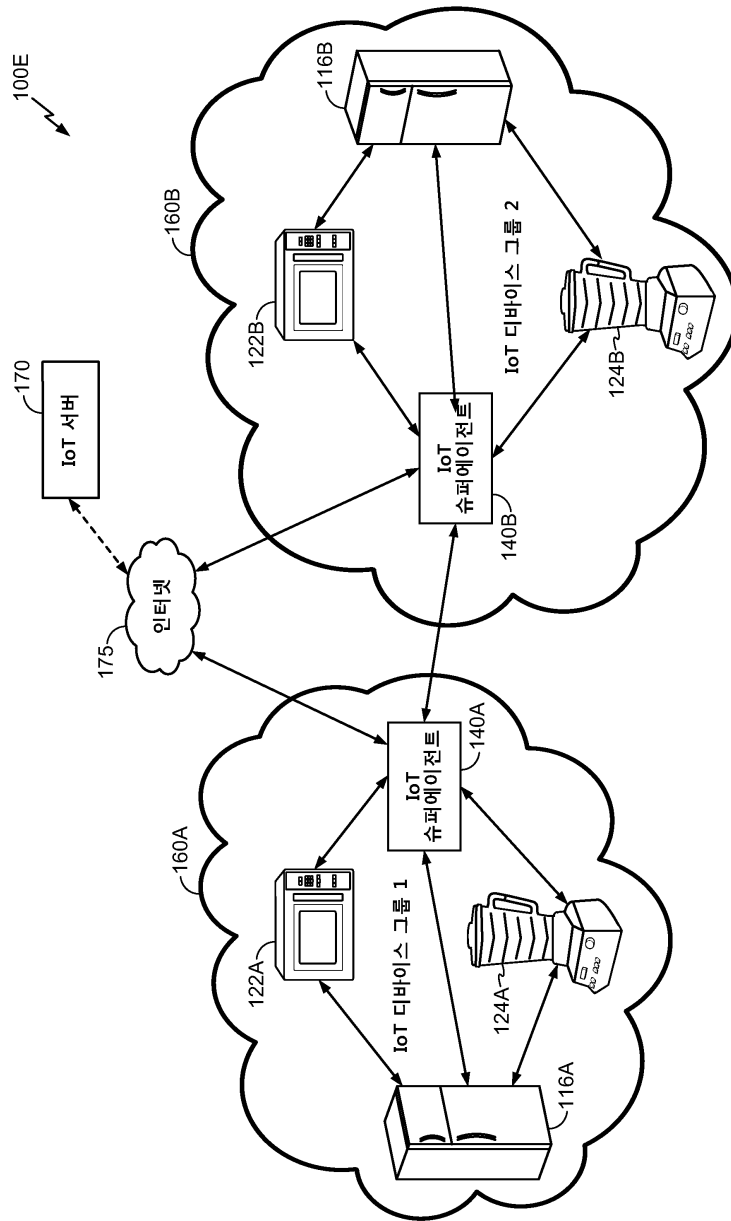 100E
170
IoT 서버
175
인터넷
160A
160B
122A
IoT 디바이스 그룹 1
116A
124A
IoT
슈퍼에이전트
140A
122B
116B
IoT 디바이스 그룹 2
124B
IoT
슈퍼에이전트
140B